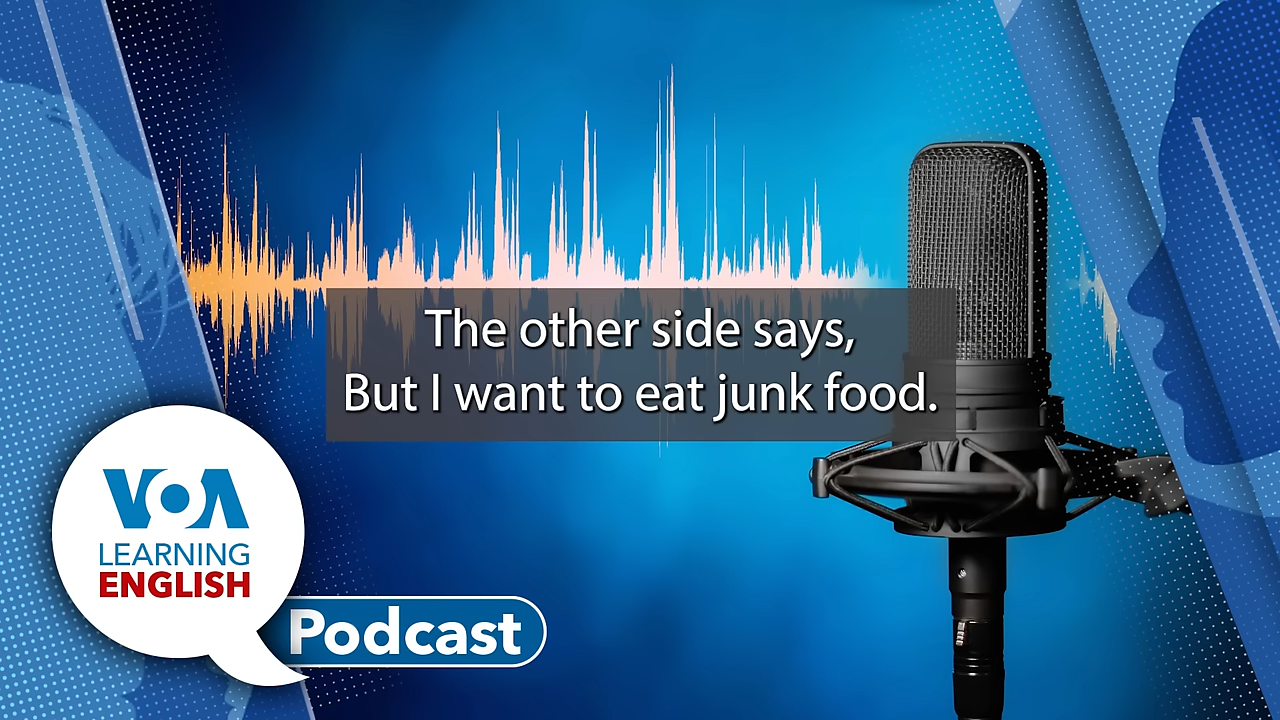 The other side says,
But I want to eat junk food.
VOA
LEARNING
ENGLISH
Podcast